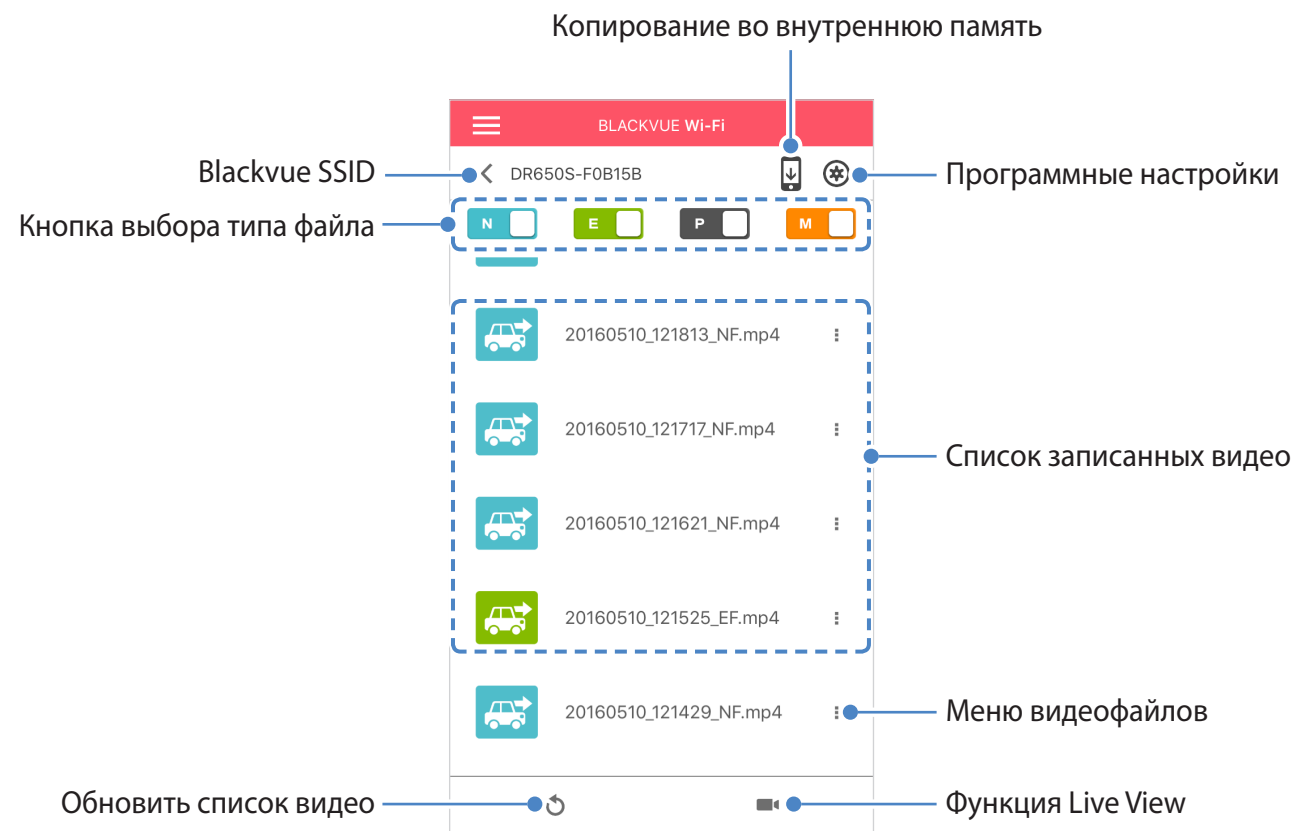 Копирование во внутреннюю память
BLACKVUE Wi-Fi
Blackvue SSID
DR650S-F0B15B
Программные настройки
Кнопка выбора типа файла
N E P M
20160510_121813_NF.mp4
20160510_121717_NF.mp4
Список записанных видео
20160510_121621_NF.mp4
20160510_121525_EF.mp4
20160510_121429_NF.mp4
Меню видеофайлов
Обновить список видео
Функция Live View